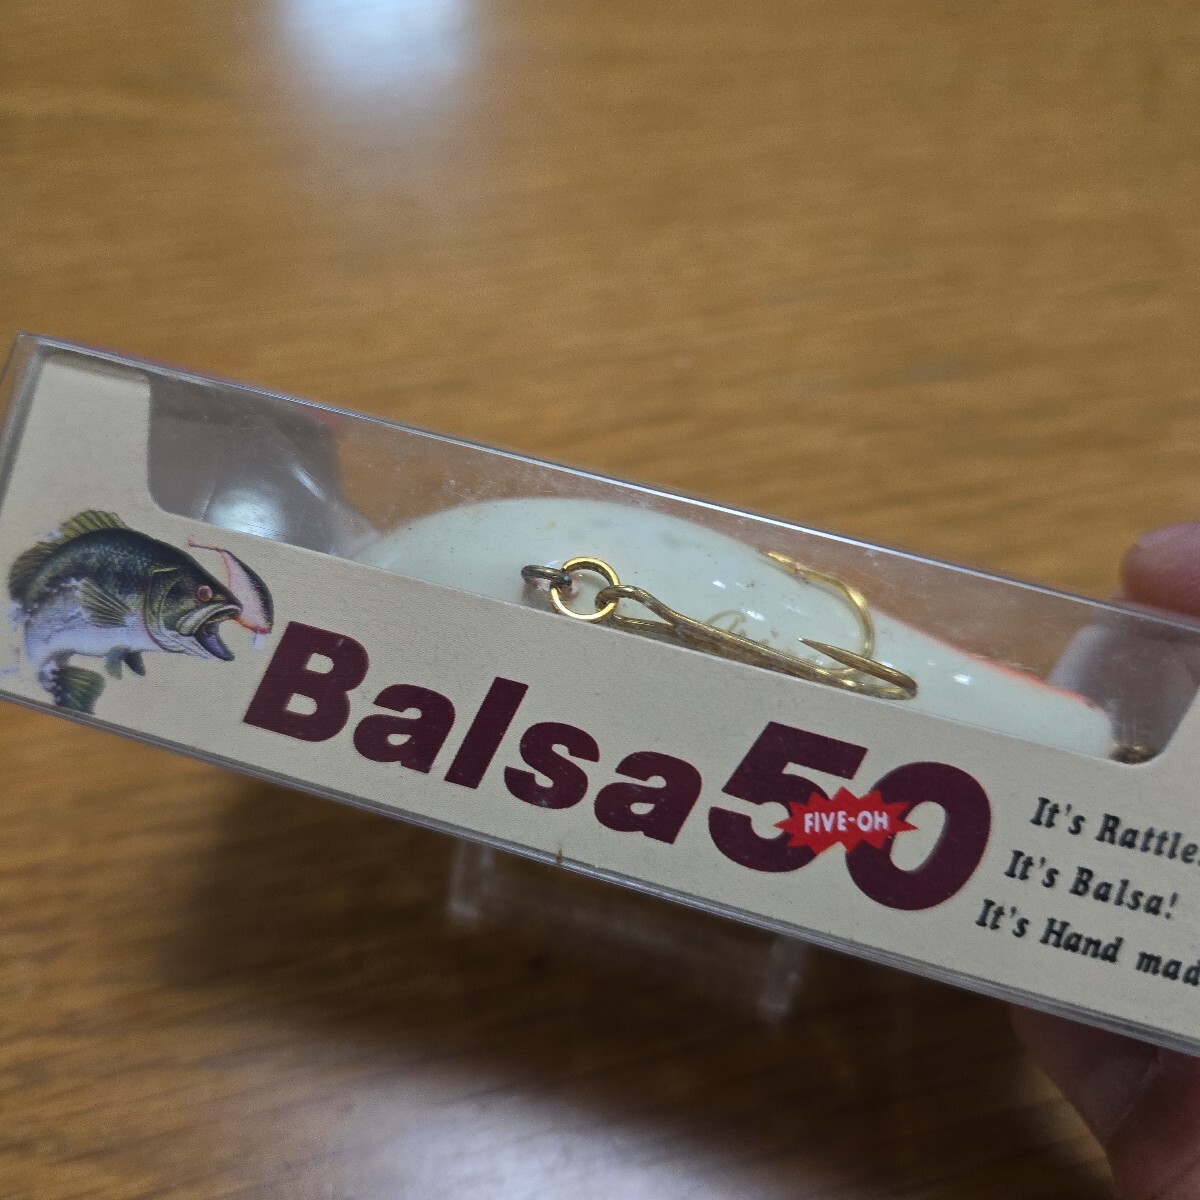 Balsa50
FIVE-OH
It's Rattle
It's Balsa!
It's Hand mad